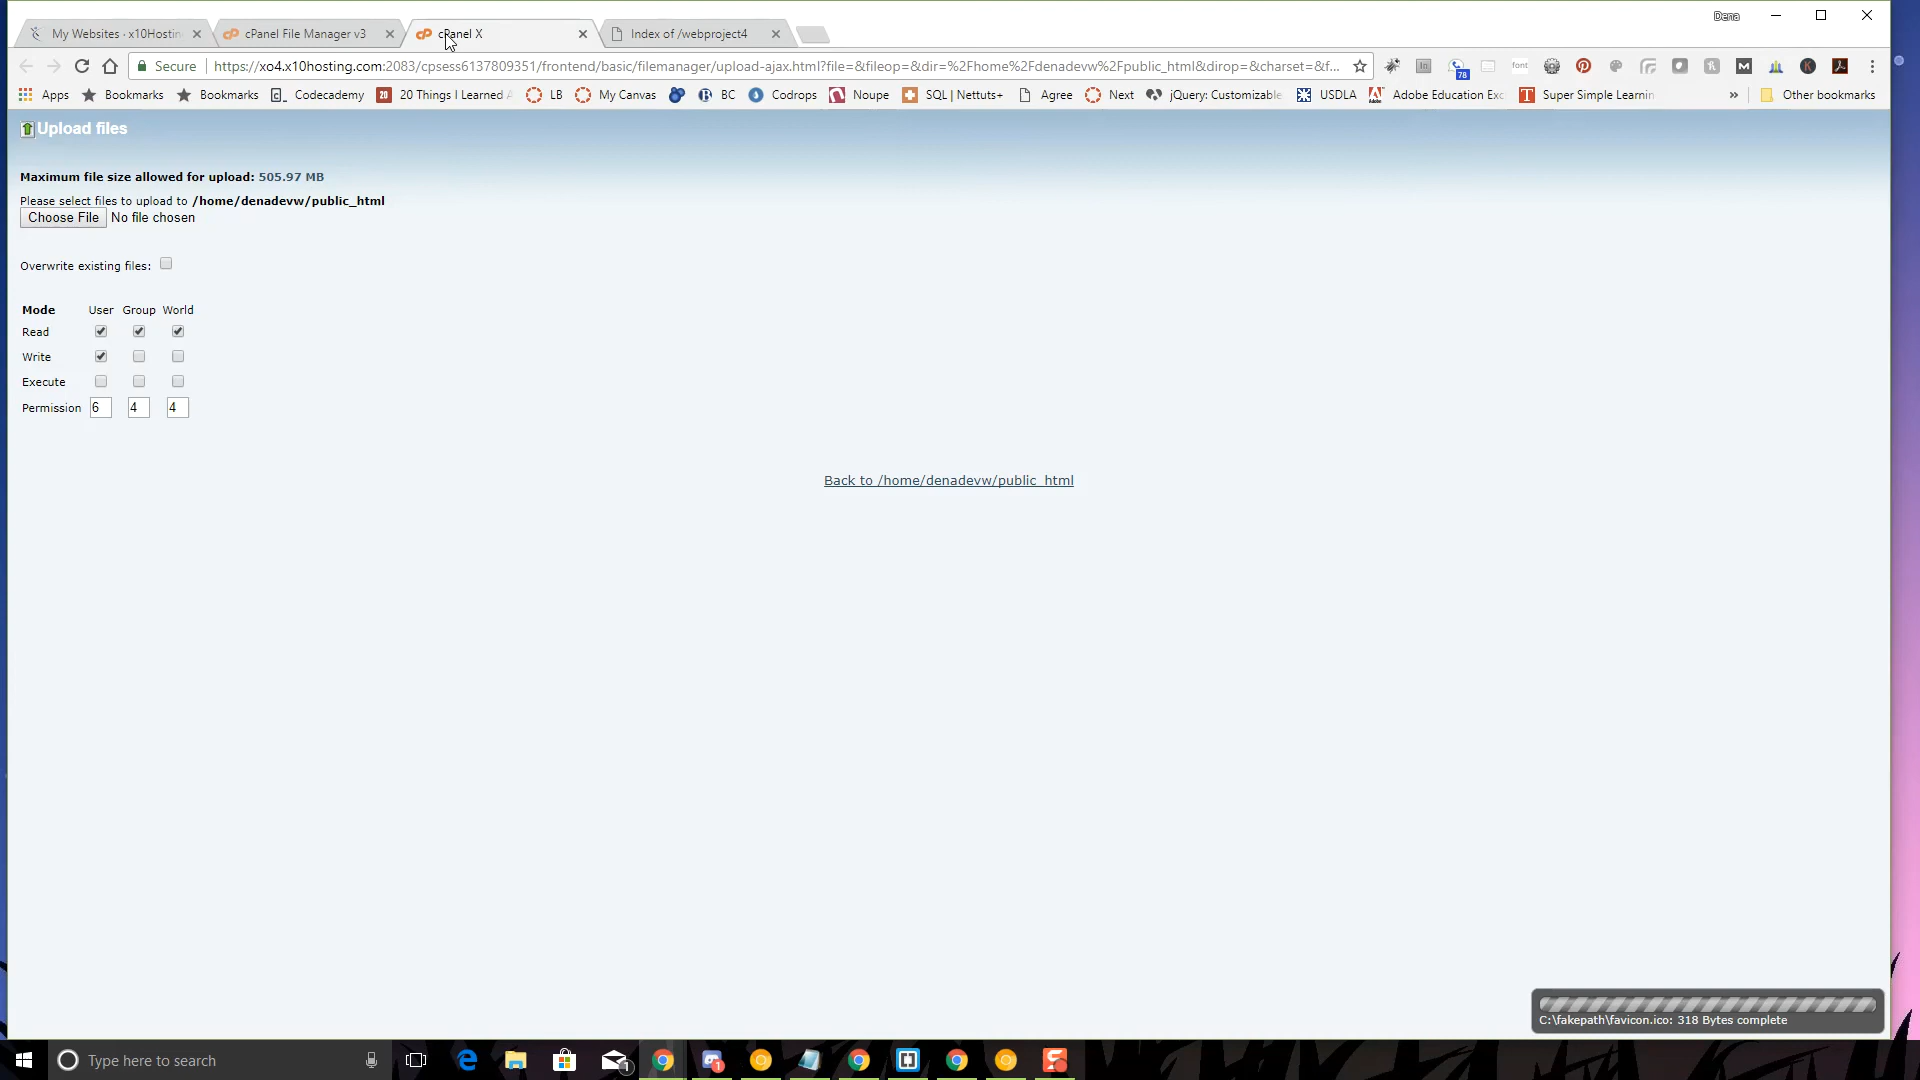 Dena
My Websites · x10Hostin
cPanel File Manager v3
cPanel X
Index of /webproject4
Secure
https://xo4.x10hosting.com:2083/cpsess6137809351/frontend/basic/filemanager/upload-ajax.html?file=&fileop=&dir=%2Fhome%2Fdenadevw%2Fpublic_html&dirop=&charset=&f...
78
font
Apps
Bookmarks
Bookmarks
Codecademy
20 Things I Learned A
LB
My Canvas
BC
Codrops
Noupe
SQL | Nettuts+
Agree
Next
jQuery: Customizable
USDLA
Adobe Education Exc
Super Simple Learnin
»
Other bookmarks
Upload files
Maximum file size allowed for upload: 505.97 MB
Please select files to upload to /home/denadevw/public_html
Choose File No file chosen
Overwrite existing files:
Mode User Group World
Read
Write
Execute
Permission 6 4 4
Back to /home/denadevw/public_html
C:\fakepath\favicon.ico: 318 Bytes complete
Type here to search
1
1